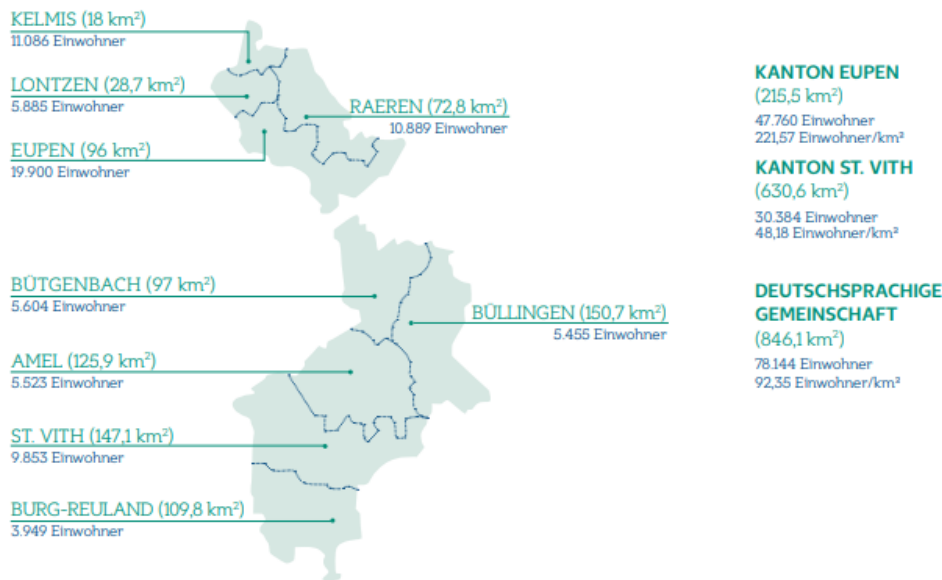 KELMIS (18 km²)
11.086 Einwohner
LONTZEN (28,7 km²)
5.885 Einwohner
RAEREN (72,8 km²)
10.889 Einwohner
EUPEN (96 km²)
19.900 Einwohner
BÜTGENBACH (97 km²)
5.604 Einwohner
BÜLLINGEN (150,7 km²)
5.455 Einwohner
AMEL (125,9 km²)
5.523 Einwohner
ST. VITH (147,1 km²)
9.853 Einwohner
BURG-REULAND (109,8 km²)
3.949 Einwohner
KANTON EUPEN
(215,5 km²)
47.760 Einwohner
221,57 Einwohner/km²
KANTON ST. VITH
(630,6 km²)
30.384 Einwohner
48,18 Einwohner/km²
DEUTSCHSPRACHIGE
GEMEINSCHAFT
(846,1 km²)
78.144 Einwohner
92,35 Einwohner/km²